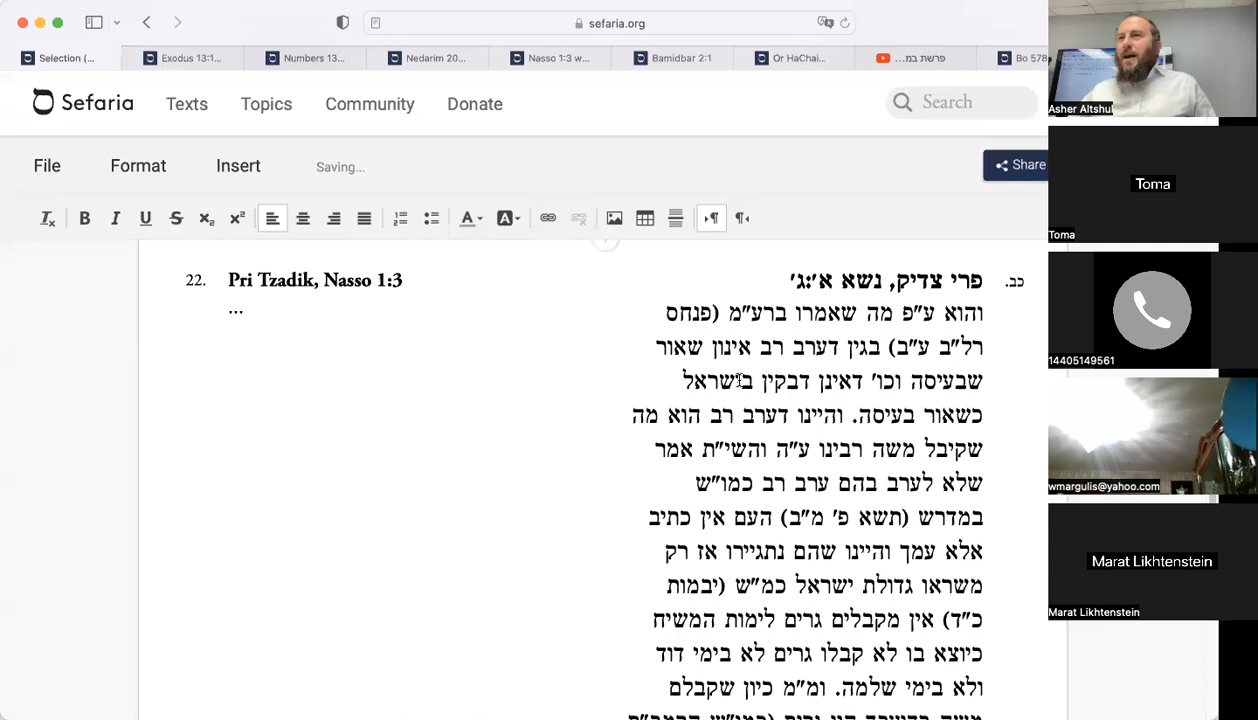 sefaria.org
Selection (...
Exodus 13:1...
Numbers 13...
Nedarim 20...
Nasso 1:3 w...
Bamidbar 2:1
Or HaChai...
פרשת במ...
Bo 578
Sefaria
Texts
Topics
Community
Donate
Search
File
Format
Insert
Saving...
Share
22. Pri Tzadik, Nasso 1:3
...
כב. פרי צדיק, נשא א׳:ג׳
והוא ע"פ מה שאמרו ברע"מ (פנחס
רל"ב ע"ב) בגין דערב רב אינון שאור
שבעיסה וכו' דאינן דבקין בישראל
כשאור בעיסה. והיינו דערב רב הוא מה
שקיבל משה רבינו ע"ה והשי"ת אמר
שלא לערב בהם ערב רב כמו"ש
במדרש (תשא פ' מ"ב) העם אין כתיב
אלא עמך והיינו שהם נתגיירו אז רק
משראו גדולת ישראל כמ"ש (יבמות
כ"ד) אין מקבלים גרים לימות המשיח
כיוצא בו לא קבלו גרים לא בימי דוד
ולא בימי שלמה. ומ"מ כיון שקבלם
Asher Altshul
Toma
Toma
14405149561
wmargulis@yahoo.com
Marat Likhtenstein
Marat Likhtenstein